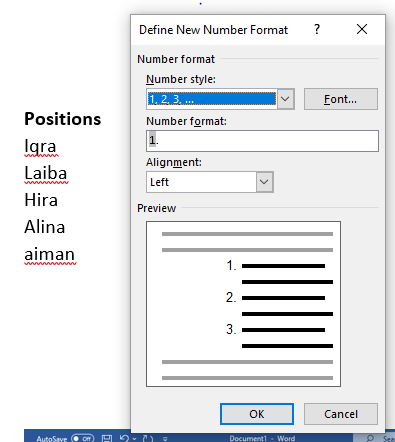 Define New Number Format ? ×
Number format
Number style:
1, 2, 3, ...
Font...
Number format:
1.
Alignment:
Left
Preview
1.
2.
3.
OK Cancel
Positions
Iqra
Laiba
Hira
Alina
aiman
AutoSave Off Document1 - Word Sea